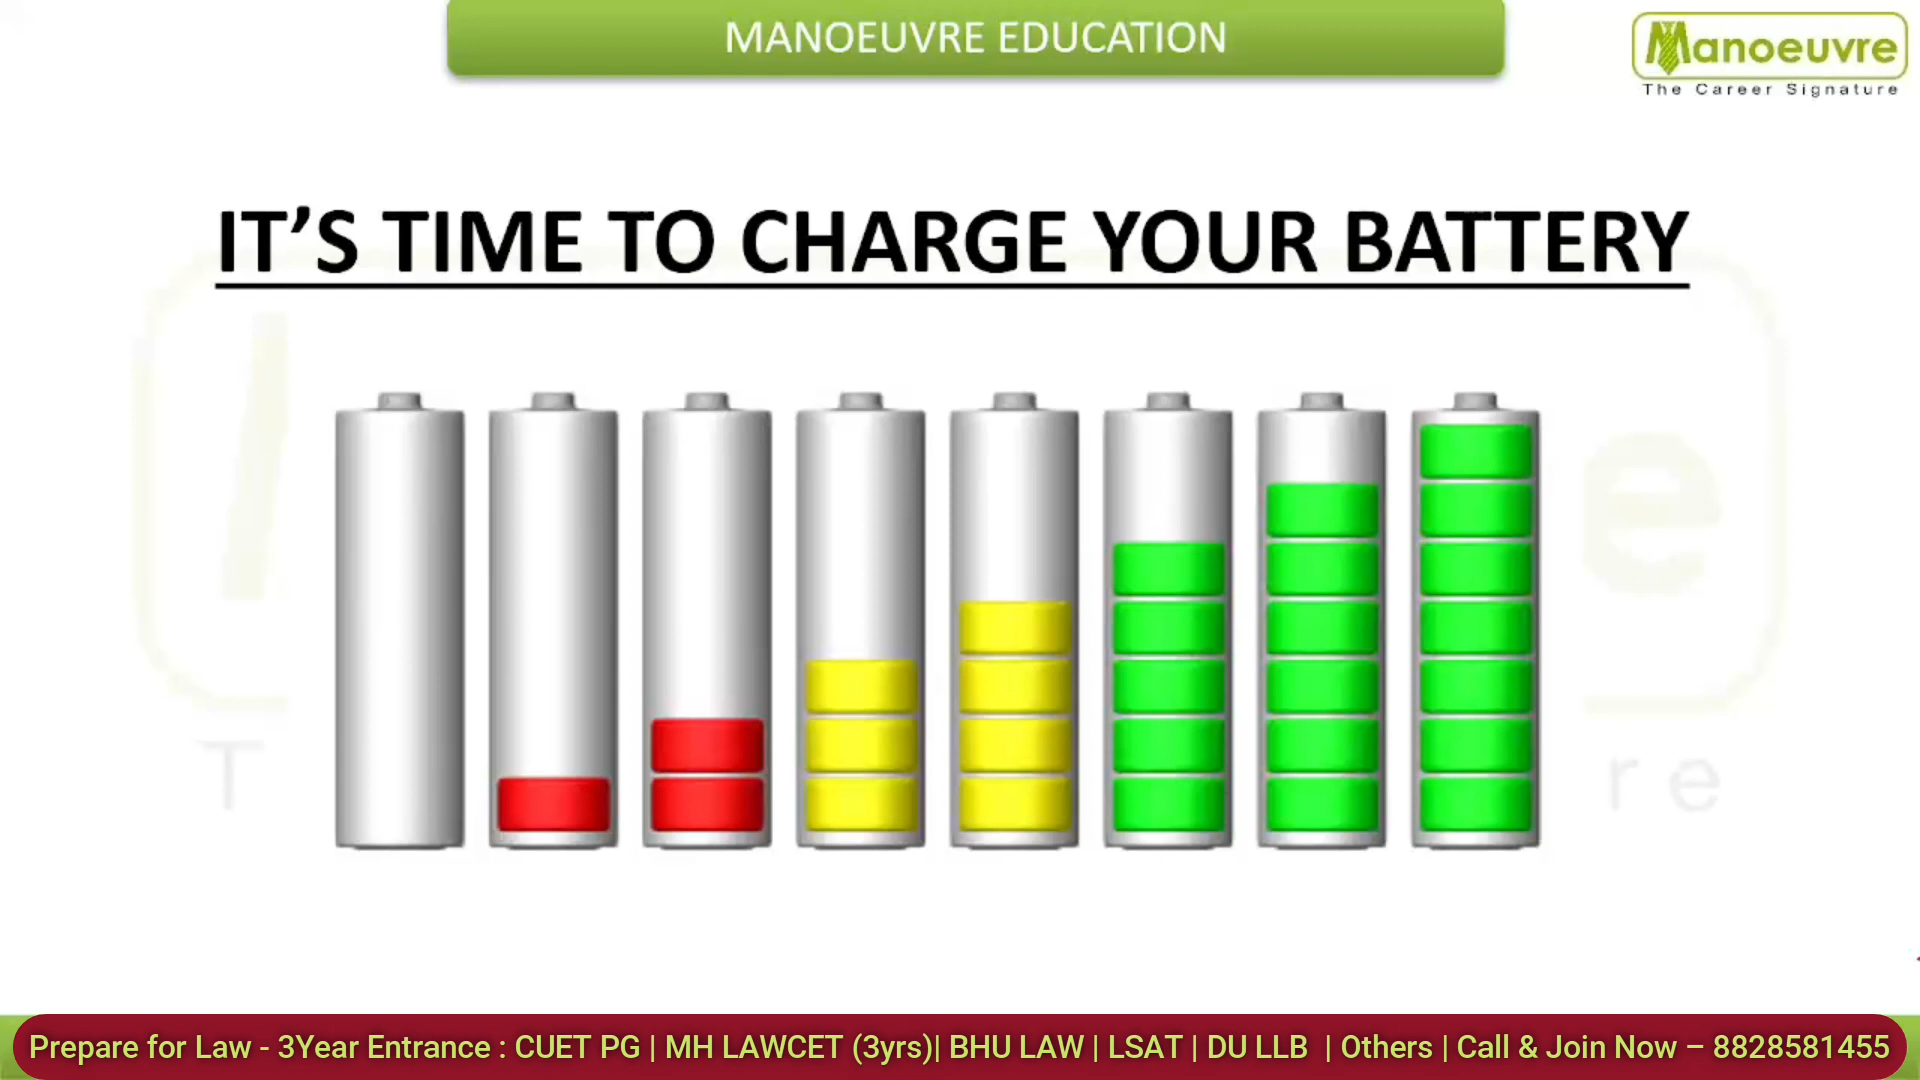 MANOEUVRE EDUCATION
Manoeuvre
The Career Signature
IT’S TIME TO CHARGE YOUR BATTERY
e
T
re
Prepare for Law - 3Year Entrance : CUET PG | MH LAWCET (3yrs)| BHU LAW | LSAT | DU LLB | Others | Call & Join Now – 8828581455